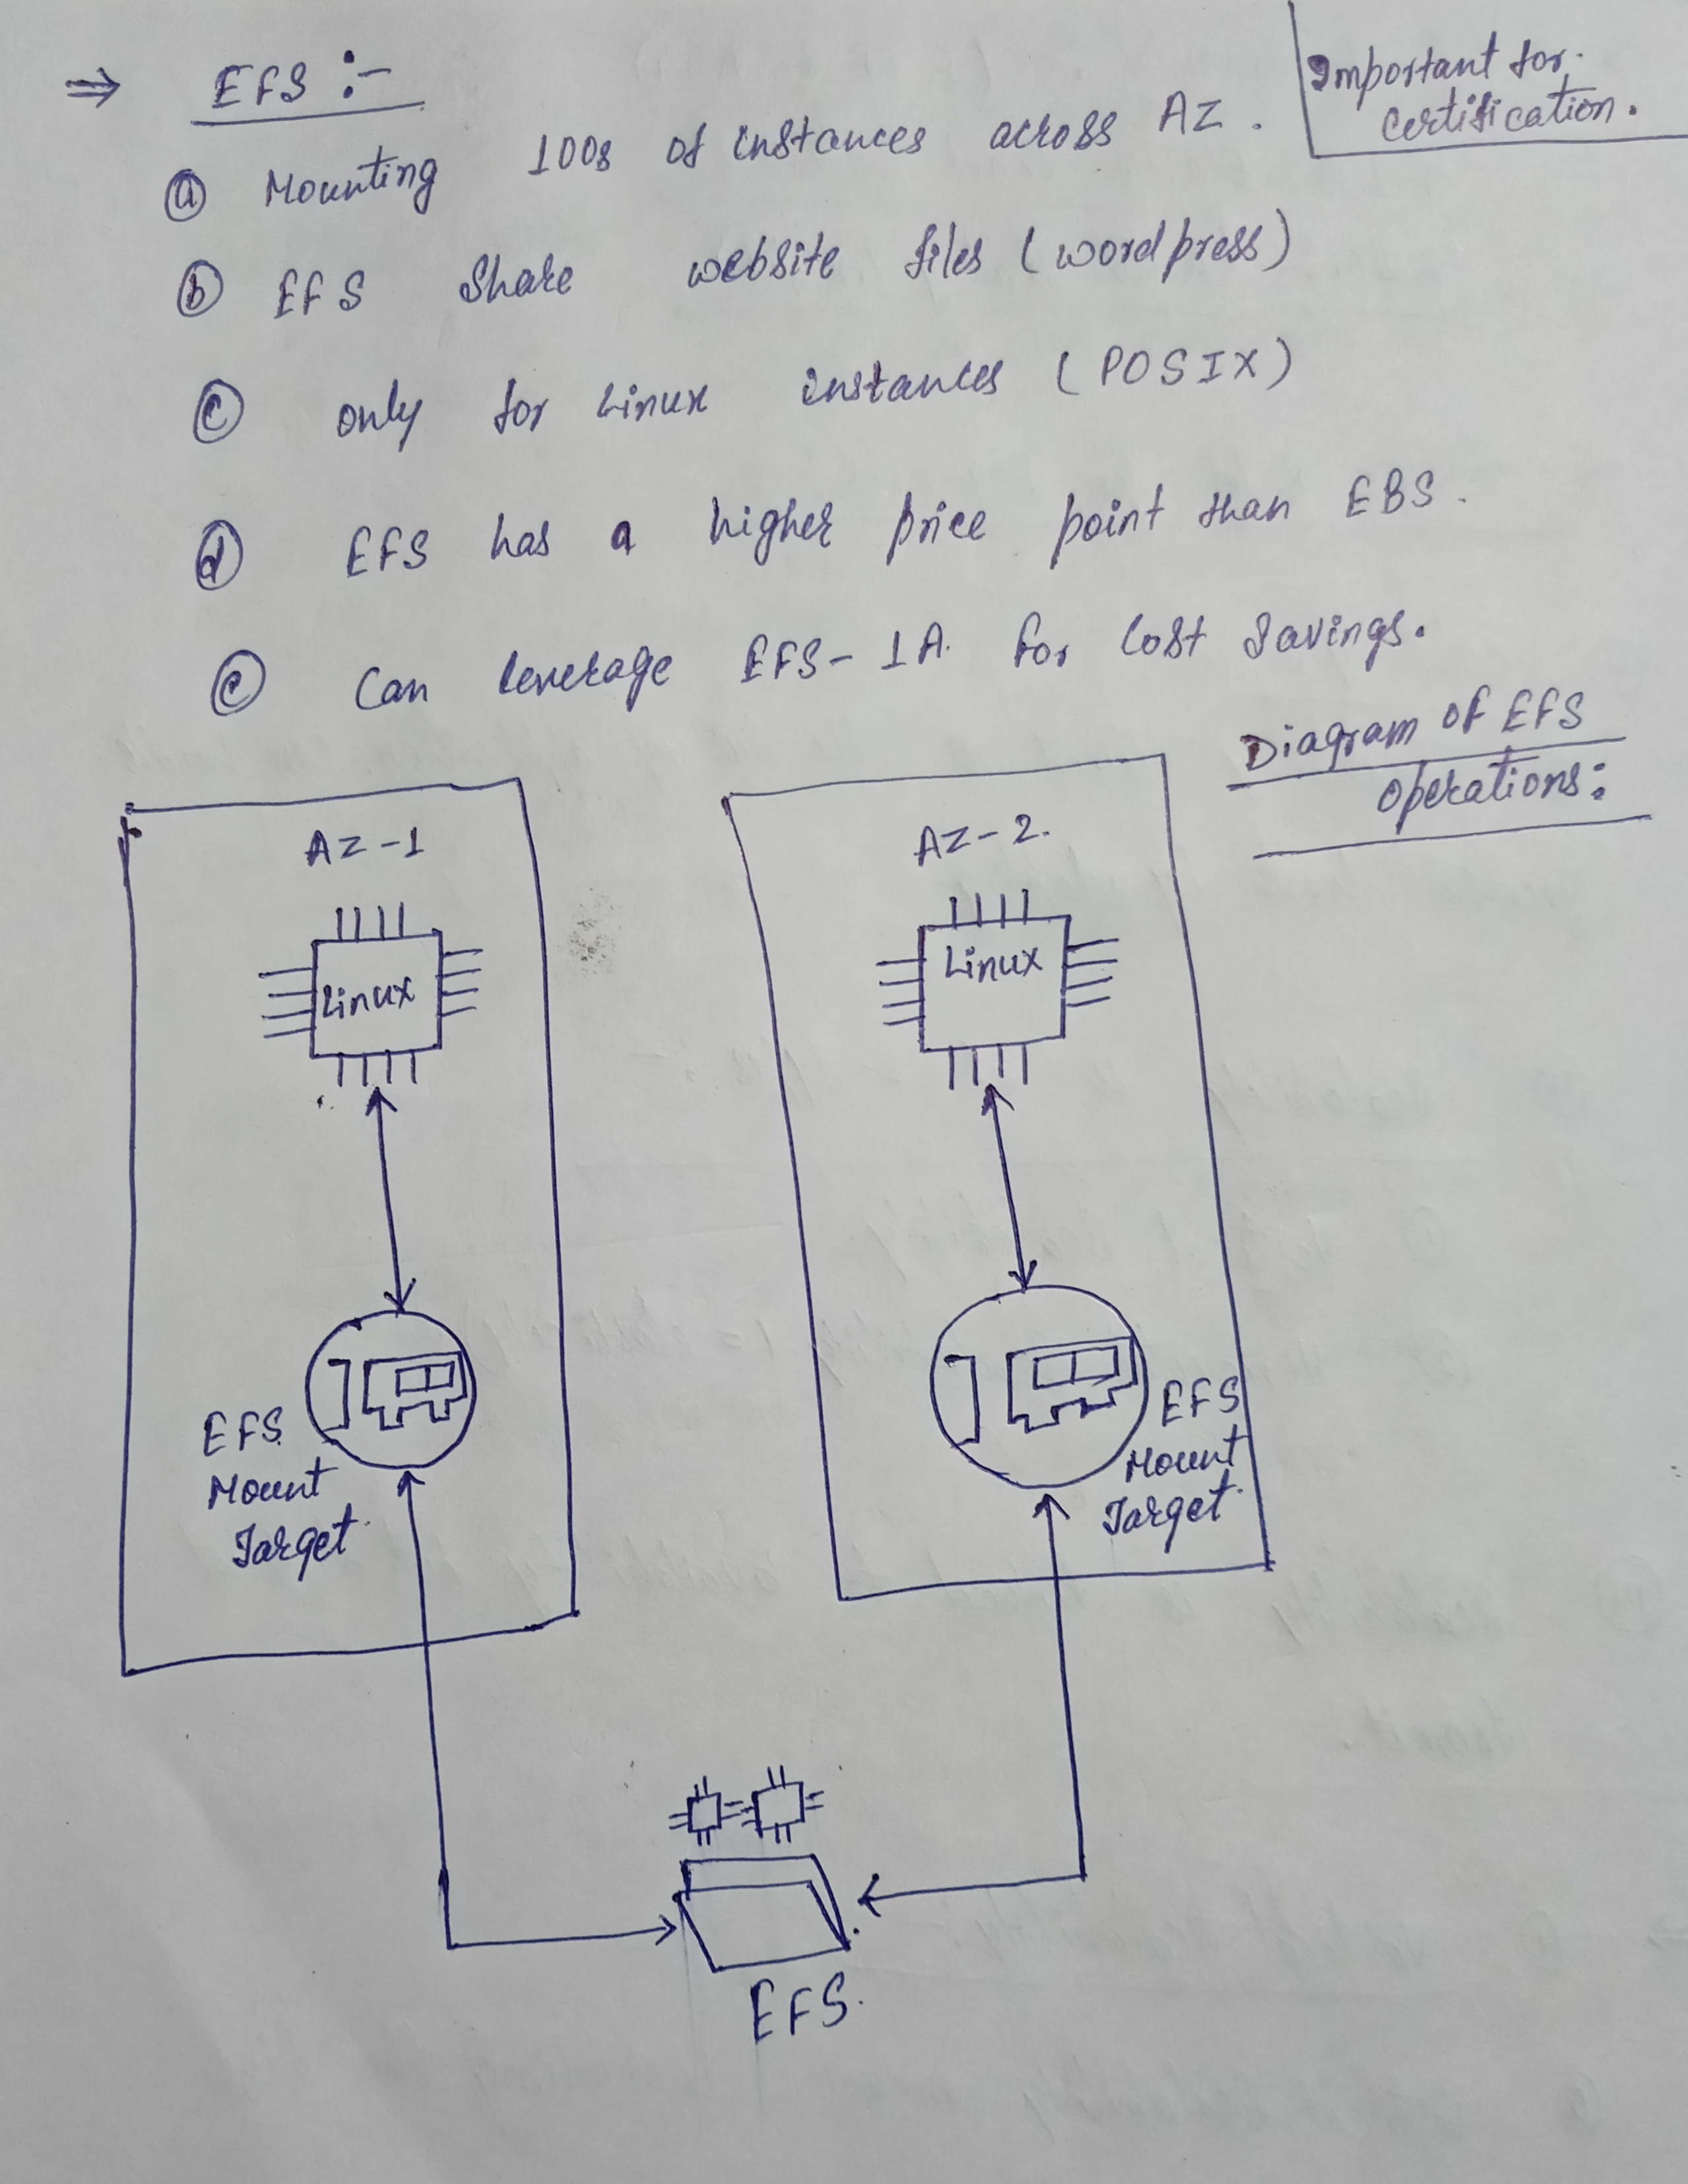 ⇒ EFS :-
Important for
certification.
ⓐ Mounting 100s of instances across AZ.
ⓑ EFS Share website files (wordpress)
ⓒ only for Linux instances (POSIX)
ⓓ EFS has a higher price point than EBS.
ⓔ Can leverage EFS-IA. for cost savings.
Diagram of EFS
operations:
AZ-1
AZ-2.
Linux
Linux
EFS
Mount
Target
EFS
Mount
Target
EFS.